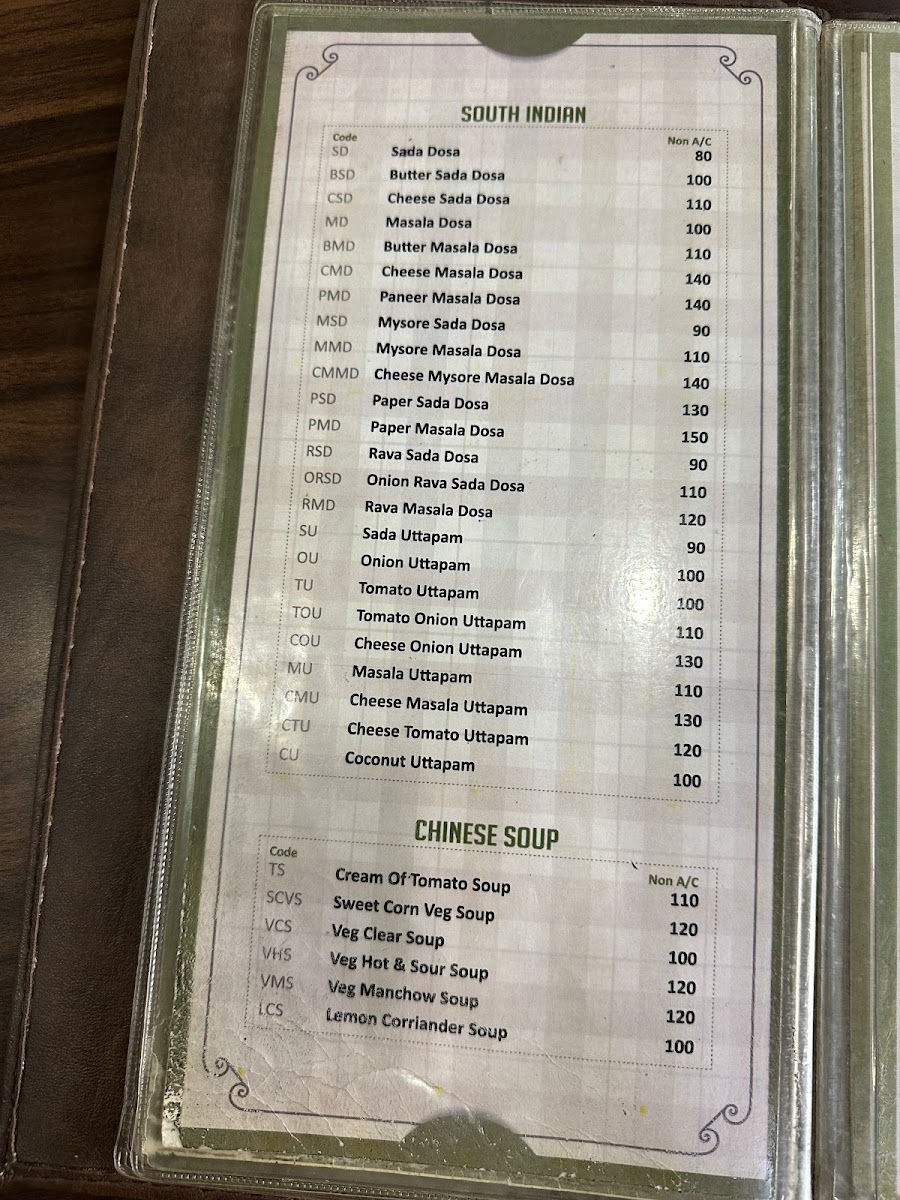 SOUTH INDIAN
Code Non A/C
SD Sada Dosa 80
BSD Butter Sada Dosa 100
CSD Cheese Sada Dosa 110
MD Masala Dosa 100
BMD Butter Masala Dosa 110
CMD Cheese Masala Dosa 140
PMD Paneer Masala Dosa 140
MSD Mysore Sada Dosa 90
MMD Mysore Masala Dosa 110
CMMD Cheese Mysore Masala Dosa 140
PSD Paper Sada Dosa 130
PMD Paper Masala Dosa 150
RSD Rava Sada Dosa 90
ORSD Onion Rava Sada Dosa 110
RMD Rava Masala Dosa 120
SU Sada Uttapam 90
OU Onion Uttapam 100
TU Tomato Uttapam 100
TOU Tomato Onion Uttapam 110
COU Cheese Onion Uttapam 130
MU Masala Uttapam 110
CMU Cheese Masala Uttapam 130
CTU Cheese Tomato Uttapam 120
CU Coconut Uttapam 100
CHINESE SOUP
Code Non A/C
TS Cream Of Tomato Soup 110
SCVS Sweet Corn Veg Soup 120
VCS Veg Clear Soup 100
VHS Veg Hot & Sour Soup 120
VMS Veg Manchow Soup 120
LCS Lemon Corriander Soup 100